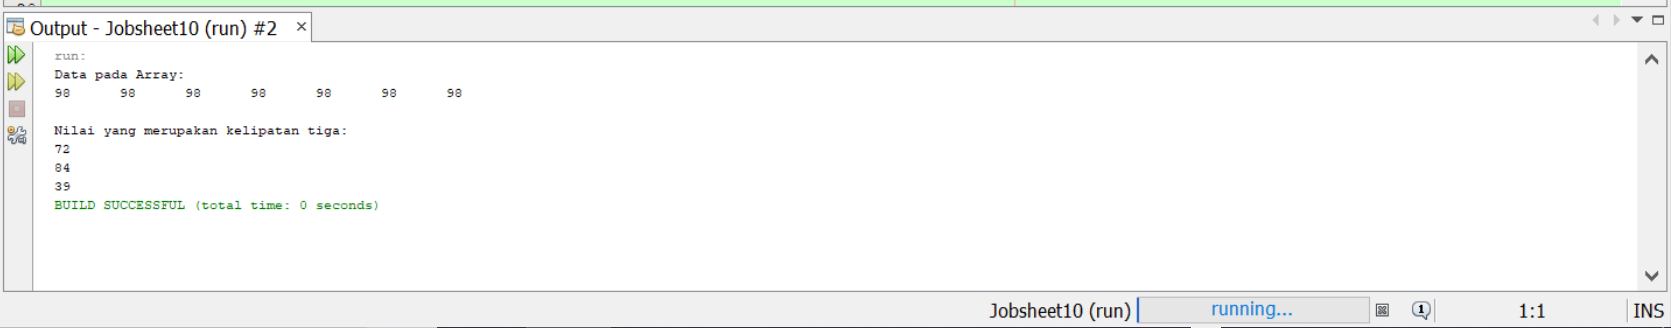 Output - Jobsheet10 (run) #2 ×
run:
Data pada Array:
98 98 98 98 98 98 98
Nilai yang merupakan kelipatan tiga:
72
84
39
BUILD SUCCESSFUL (total time: 0 seconds)
Jobsheet10 (run) running... 1 1:1 INS